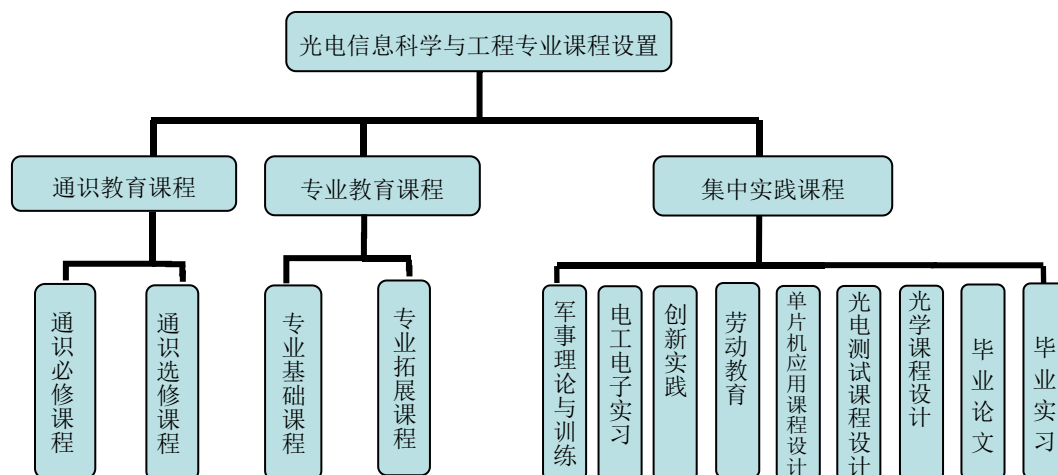 光电信息科学与工程专业课程设置
通识教育课程
专业教育课程
集中实践课程
通识必修课程
通识选修课程
专业基础课程
专业拓展课程
军事理论与训练
电工电子实习
创新实践
劳动教育
单片机应用课程设计
光电测试课程设计
光学课程设计
毕业论文
毕业实习